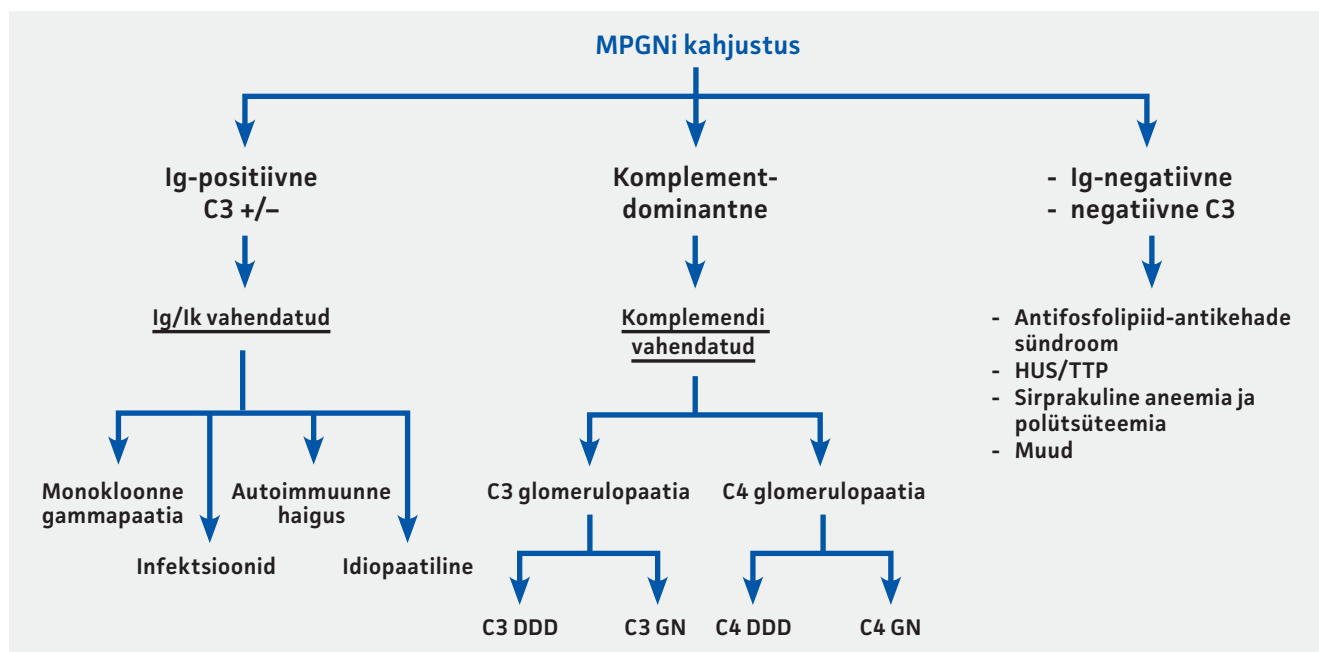 MPGNi kahjustus
Ig-positiivne
C3 +/–
Komplement-
dominantne
- Ig-negatiivne
- negatiivne C3
Ig/Ik vahendatud
Komplemendi
vahendatud
- Antifosfolipiid-antikehade
sündroom
- HUS/TTP
- Sirprakuline aneemia ja
polütsüteemia
- Muud
Monokloonne
gammapaatia
Autoimmuunne
haigus
Infektsioonid
Idiopaatiline
C3 glomerulopaatia
C4 glomerulopaatia
C3 DDD
C3 GN
C4 DDD
C4 GN